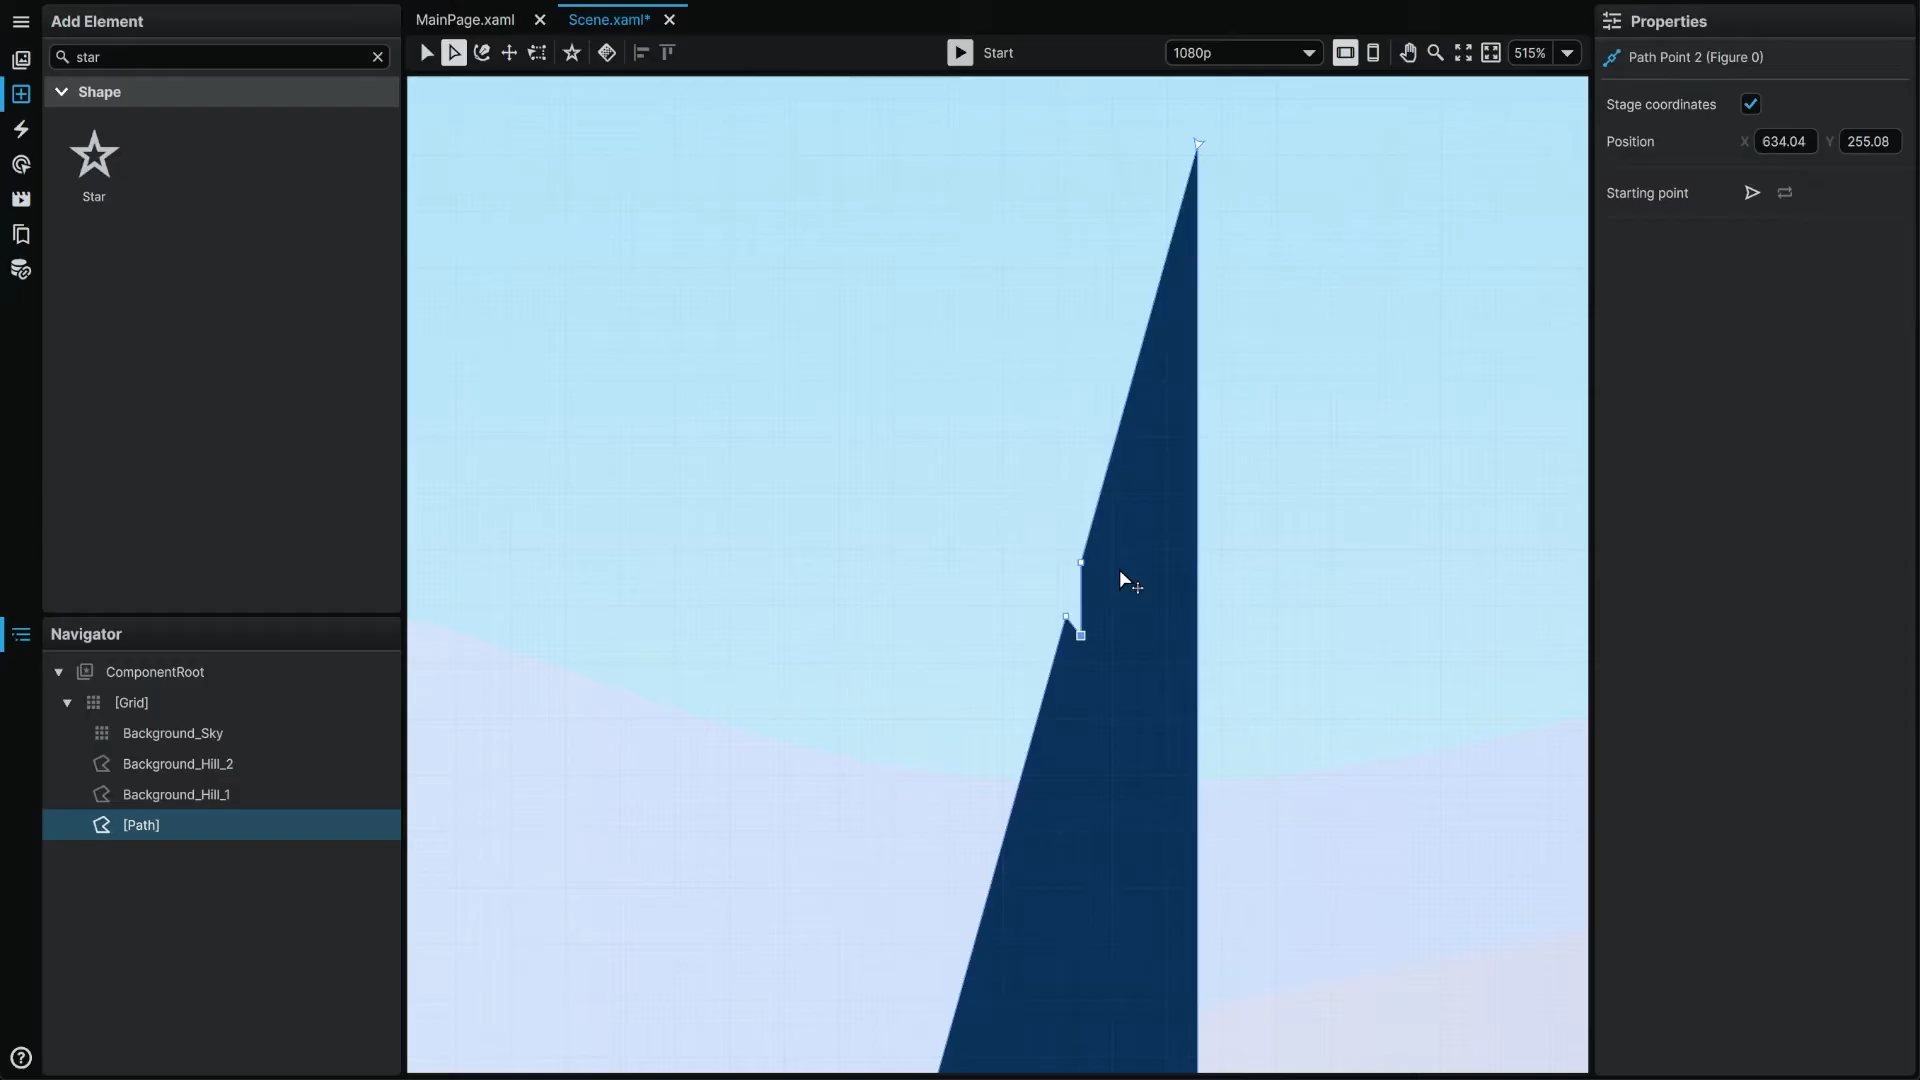 Add Element
star
Shape
Star
Navigator
ComponentRoot
[Grid]
Background_Sky
Background_Hill_2
Background_Hill_1
[Path]
MainPage.xaml
Scene.xaml*
Start
1080p
515%
Properties
Path Point 2 (Figure 0)
Stage coordinates
Position X 634.04 Y 255.08
Starting point